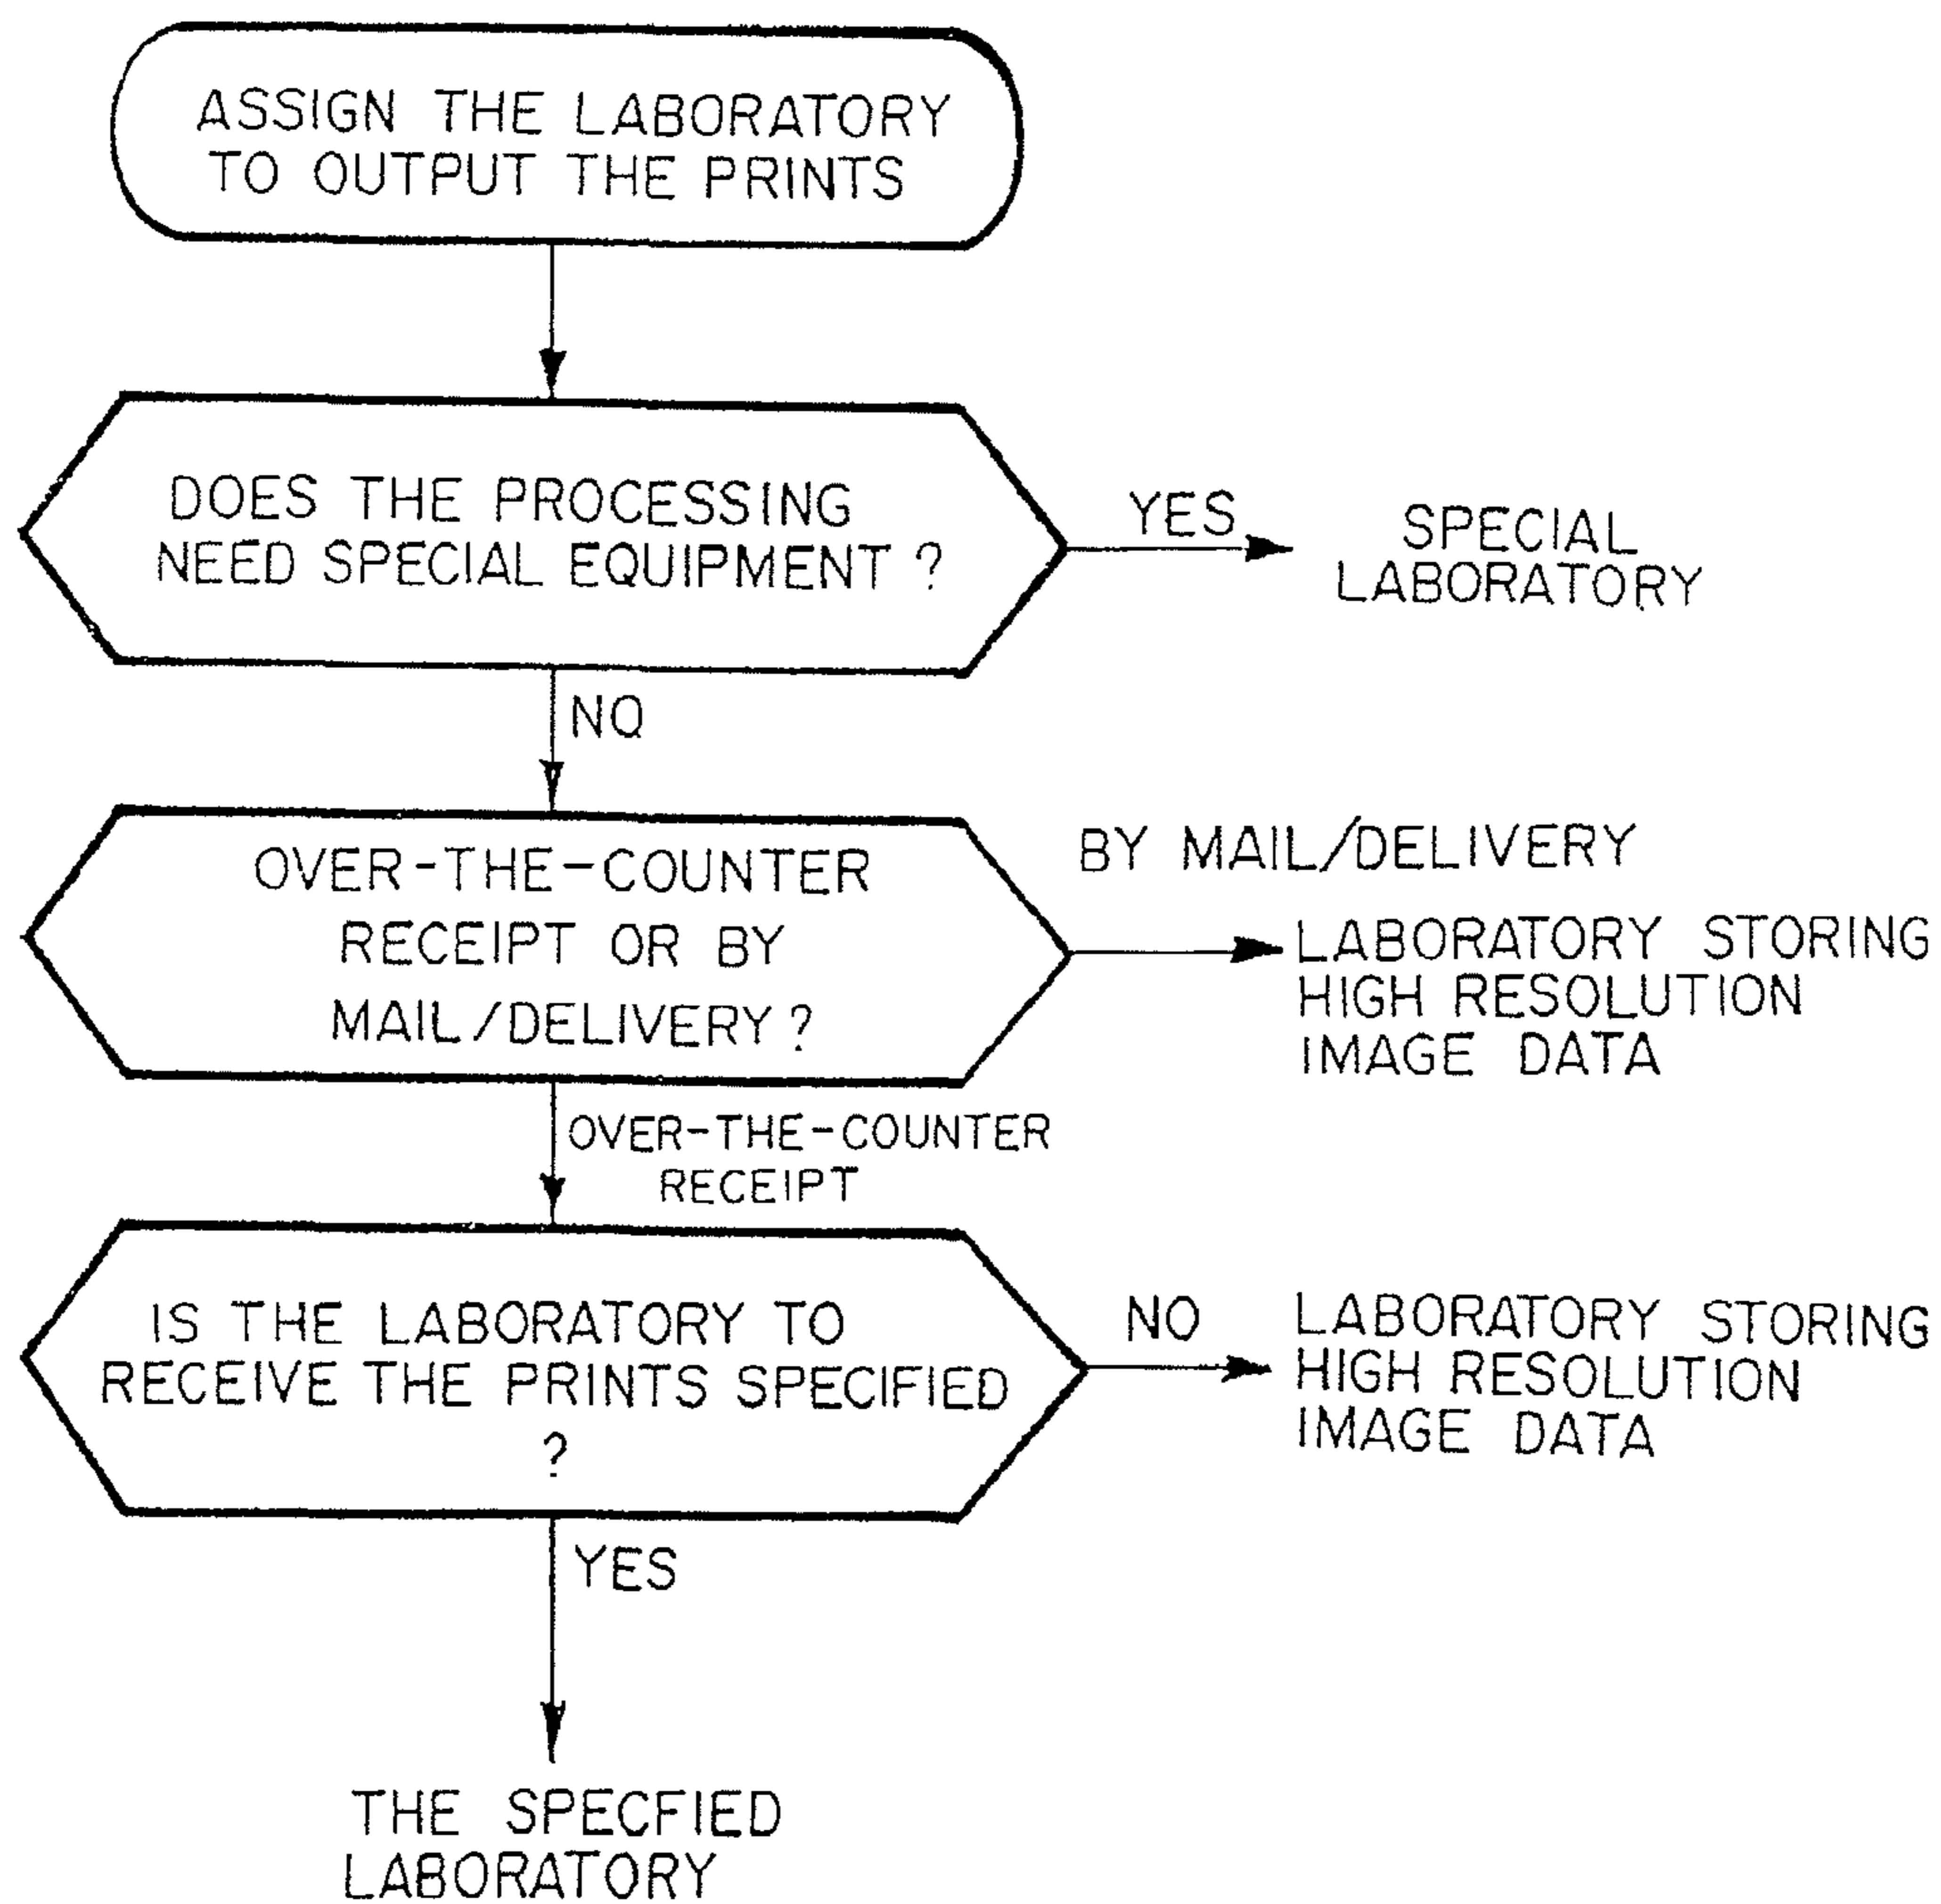 ASSIGN THE LABORATORY
TO OUTPUT THE PRINTS
DOES THE PROCESSING
NEED SPECIAL EQUIPMENT ?
YES
SPECIAL
LABORATORY
NO
OVER-THE-COUNTER
RECEIPT OR BY
MAIL/DELIVERY ?
BY MAIL/DELIVERY
LABORATORY STORING
HIGH RESOLUTION
IMAGE DATA
OVER-THE-COUNTER
RECEIPT
IS THE LABORATORY TO
RECEIVE THE PRINTS SPECIFIED
?
NO
LABORATORY STORING
HIGH RESOLUTION
IMAGE DATA
YES
THE SPECFIED
LABORATORY